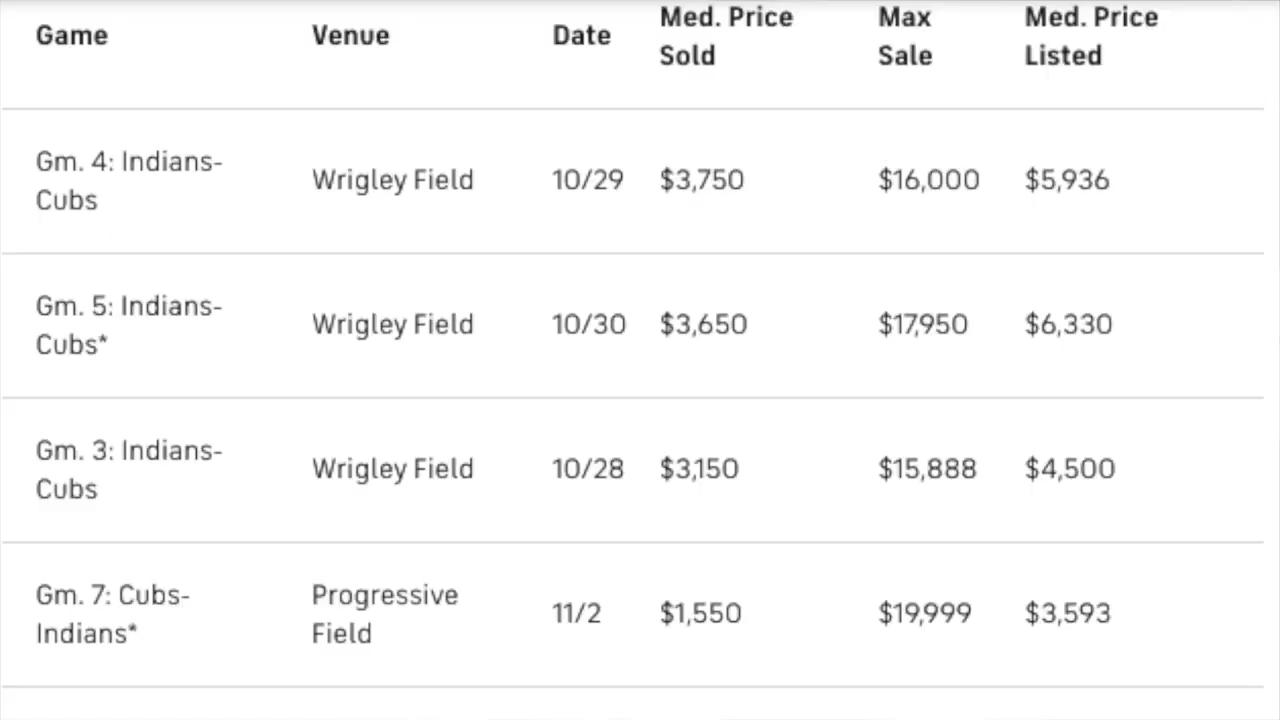 Game Venue Date Med. Price Sold Max Sale Med. Price Listed
Gm. 4: Indians-Cubs Wrigley Field 10/29 $3,750 $16,000 $5,936
Gm. 5: Indians-Cubs* Wrigley Field 10/30 $3,650 $17,950 $6,330
Gm. 3: Indians-Cubs Wrigley Field 10/28 $3,150 $15,888 $4,500
Gm. 7: Cubs-Indians* Progressive Field 11/2 $1,550 $19,999 $3,593